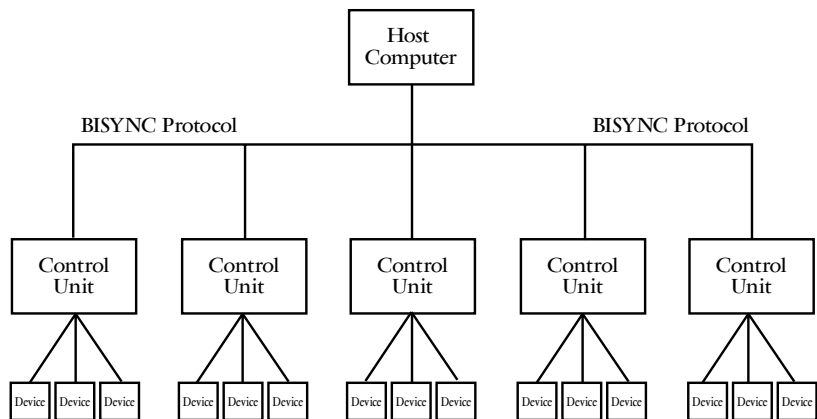 Host
Computer
BISYNC Protocol BISYNC Protocol
Control Control Control Control Control
Unit Unit Unit Unit Unit
Device Device Device Device Device Device Device Device Device Device Device Device Device Device Device